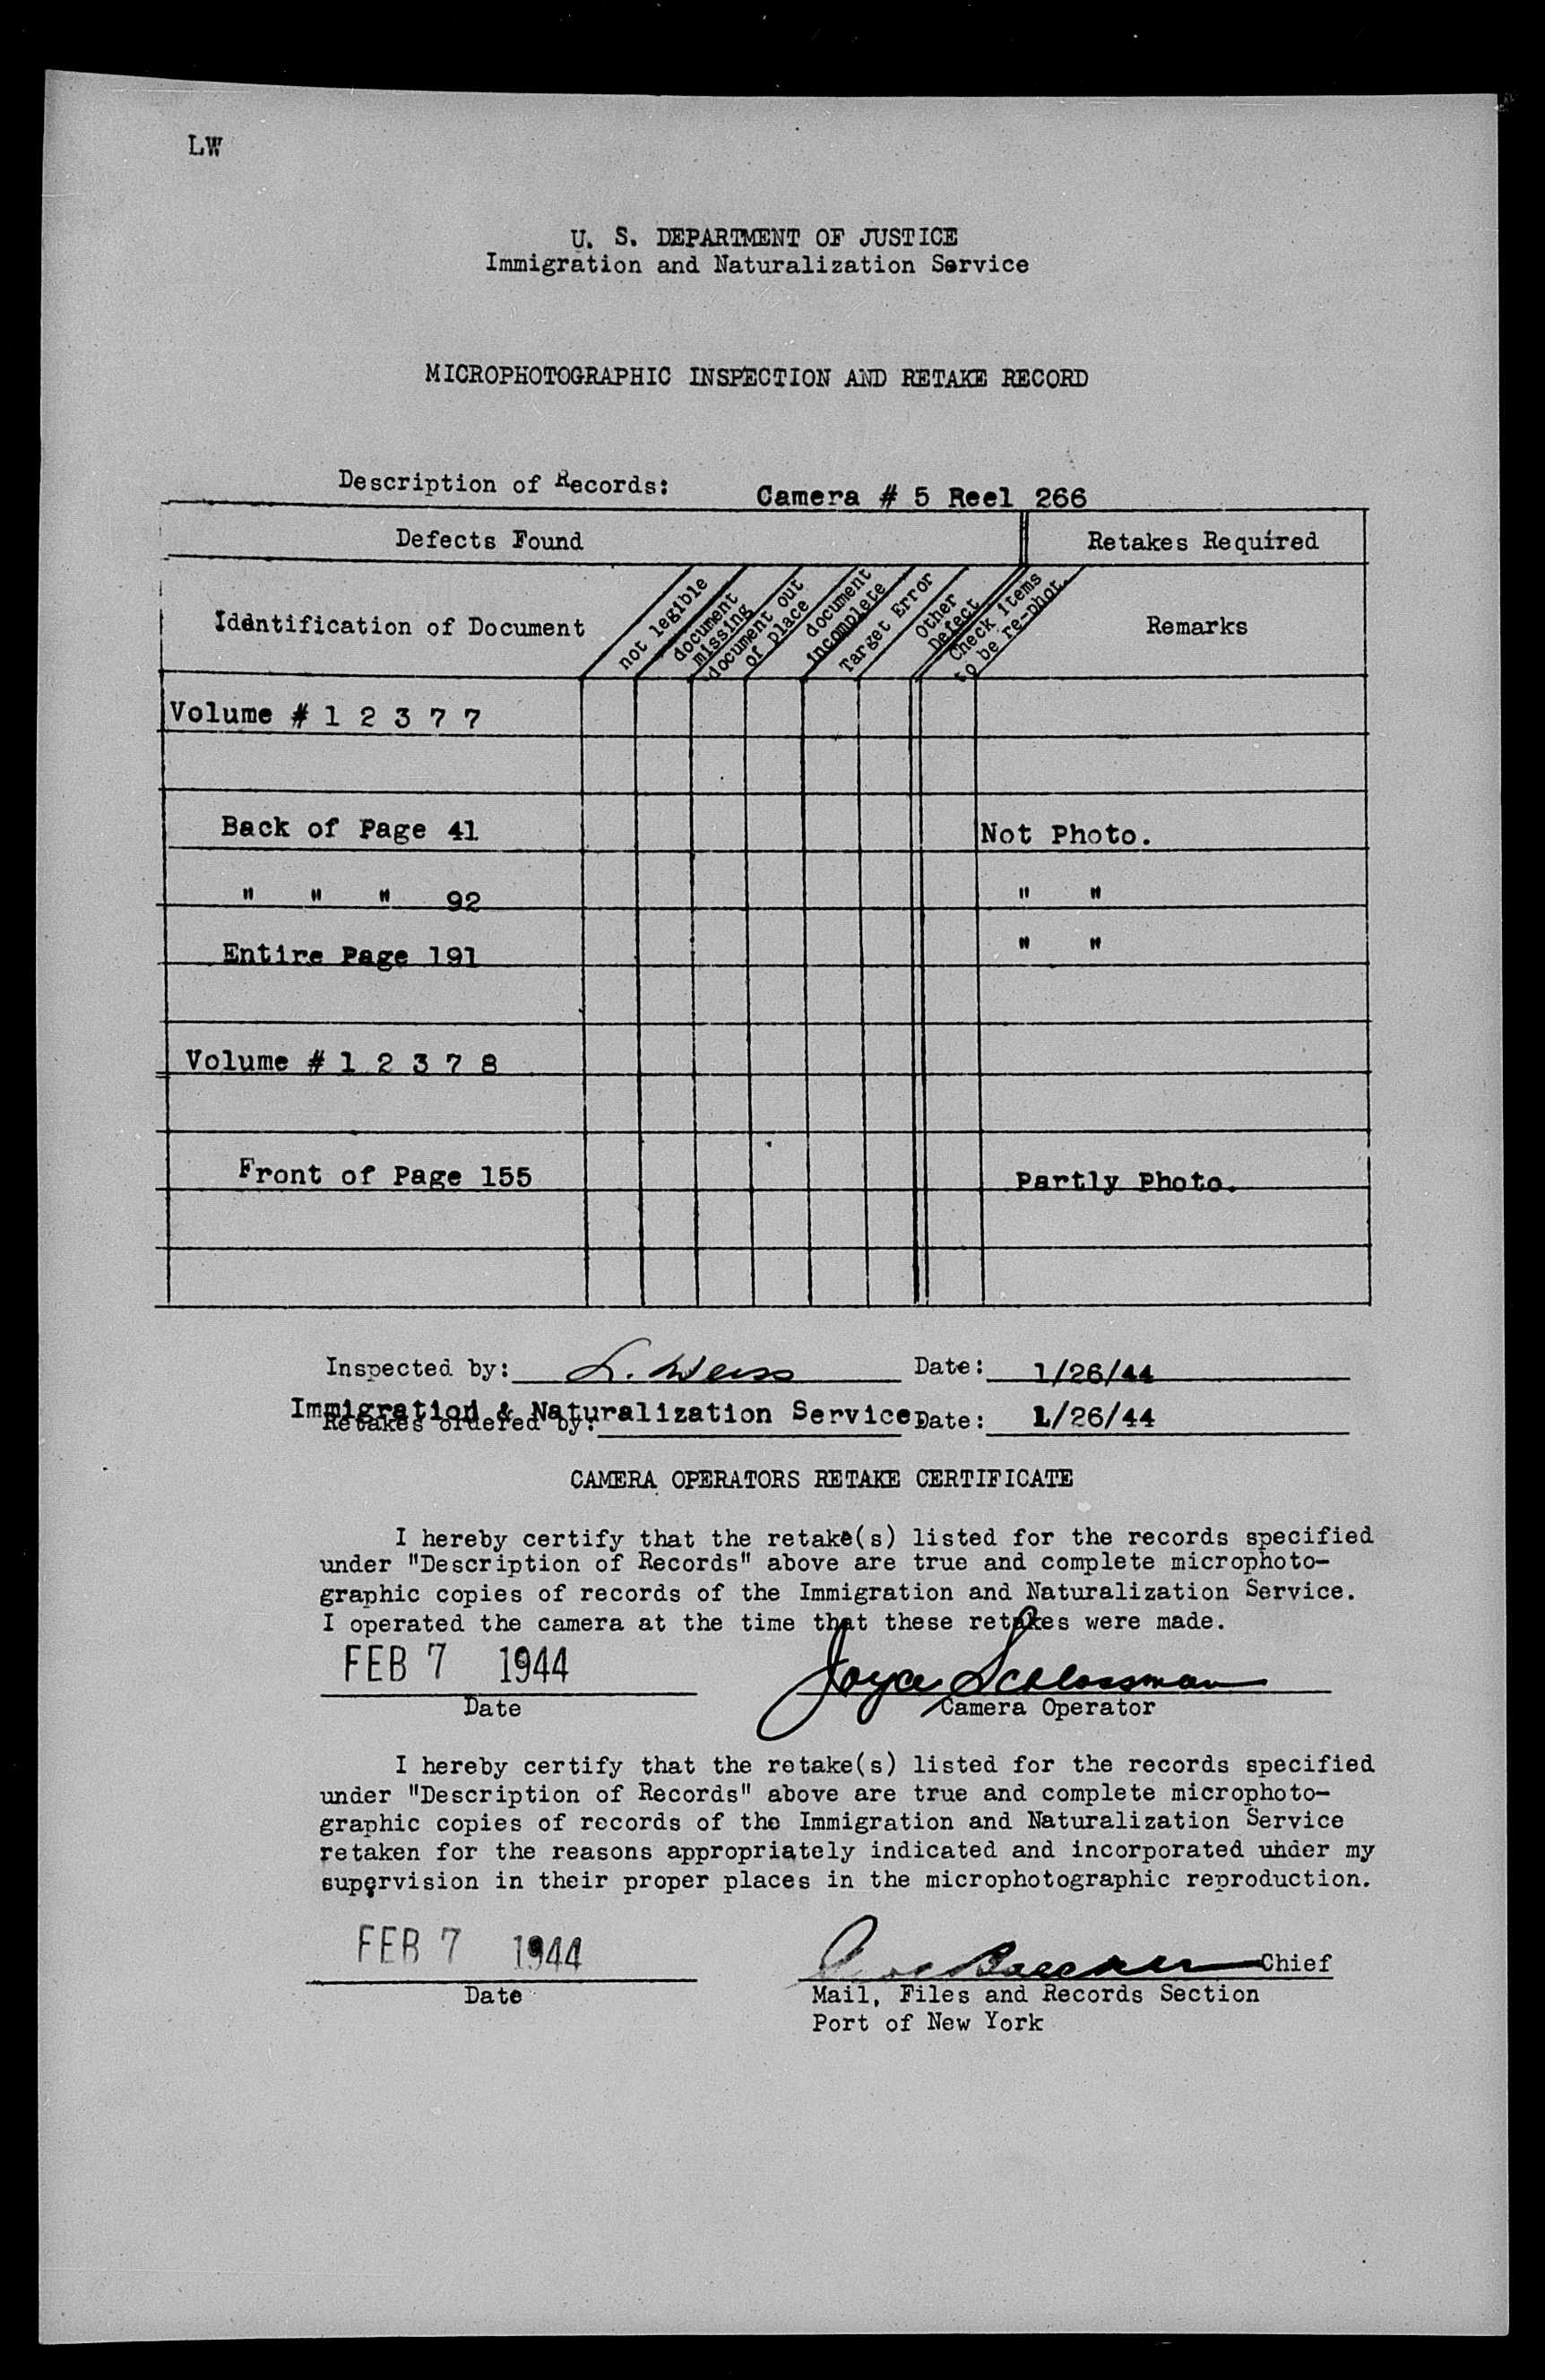 LW
U. S. DEPARTMENT OF JUSTICE
Immigration and Naturalization Service
MICROPHOTOGRAPHIC INSPECTION AND RETAKE RECORD
Description of Records: Camera # 5 Reel 266
Defects Found Retakes Required
Identification of Document
not legible
document
missing
document out
of place
document
incomplete
Target Error
Other
Defect
Check items
to be re-phot.
Remarks
Volume # 1 2 3 7 7
Back of Page 41 Not Photo.
" " " 92 " "
Entire Page 191 " "
Volume # 1 2 3 7 8
Front of Page 155 Partly Photo.
Inspected by: L. Weiss Date: 1/26/44
Immigration & Naturalization Service
Retakes ordered by: Date: 1/26/44
CAMERA OPERATORS RETAKE CERTIFICATE
I hereby certify that the retake(s) listed for the records specified
under "Description of Records" above are true and complete microphoto-
graphic copies of records of the Immigration and Naturalization Service.
I operated the camera at the time that these retakes were made.
FEB 7 1944 Joyce Schlossman
Date Camera Operator
I hereby certify that the retake(s) listed for the records specified
under "Description of Records" above are true and complete microphoto-
graphic copies of records of the Immigration and Naturalization Service
retaken for the reasons appropriately indicated and incorporated under my
supervision in their proper places in the microphotographic reproduction.
FEB 7 1944 Chief
Date Mail, Files and Records Section
Port of New York